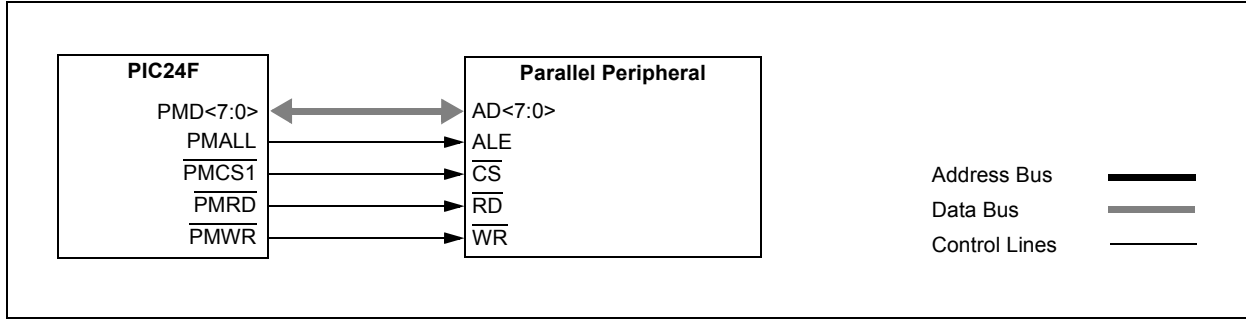 PIC24F
Parallel Peripheral
PMD<7:0>
AD<7:0>
PMALL
ALE
PMCS1
CS
PMRD
RD
PMWR
WR
Address Bus
Data Bus
Control Lines